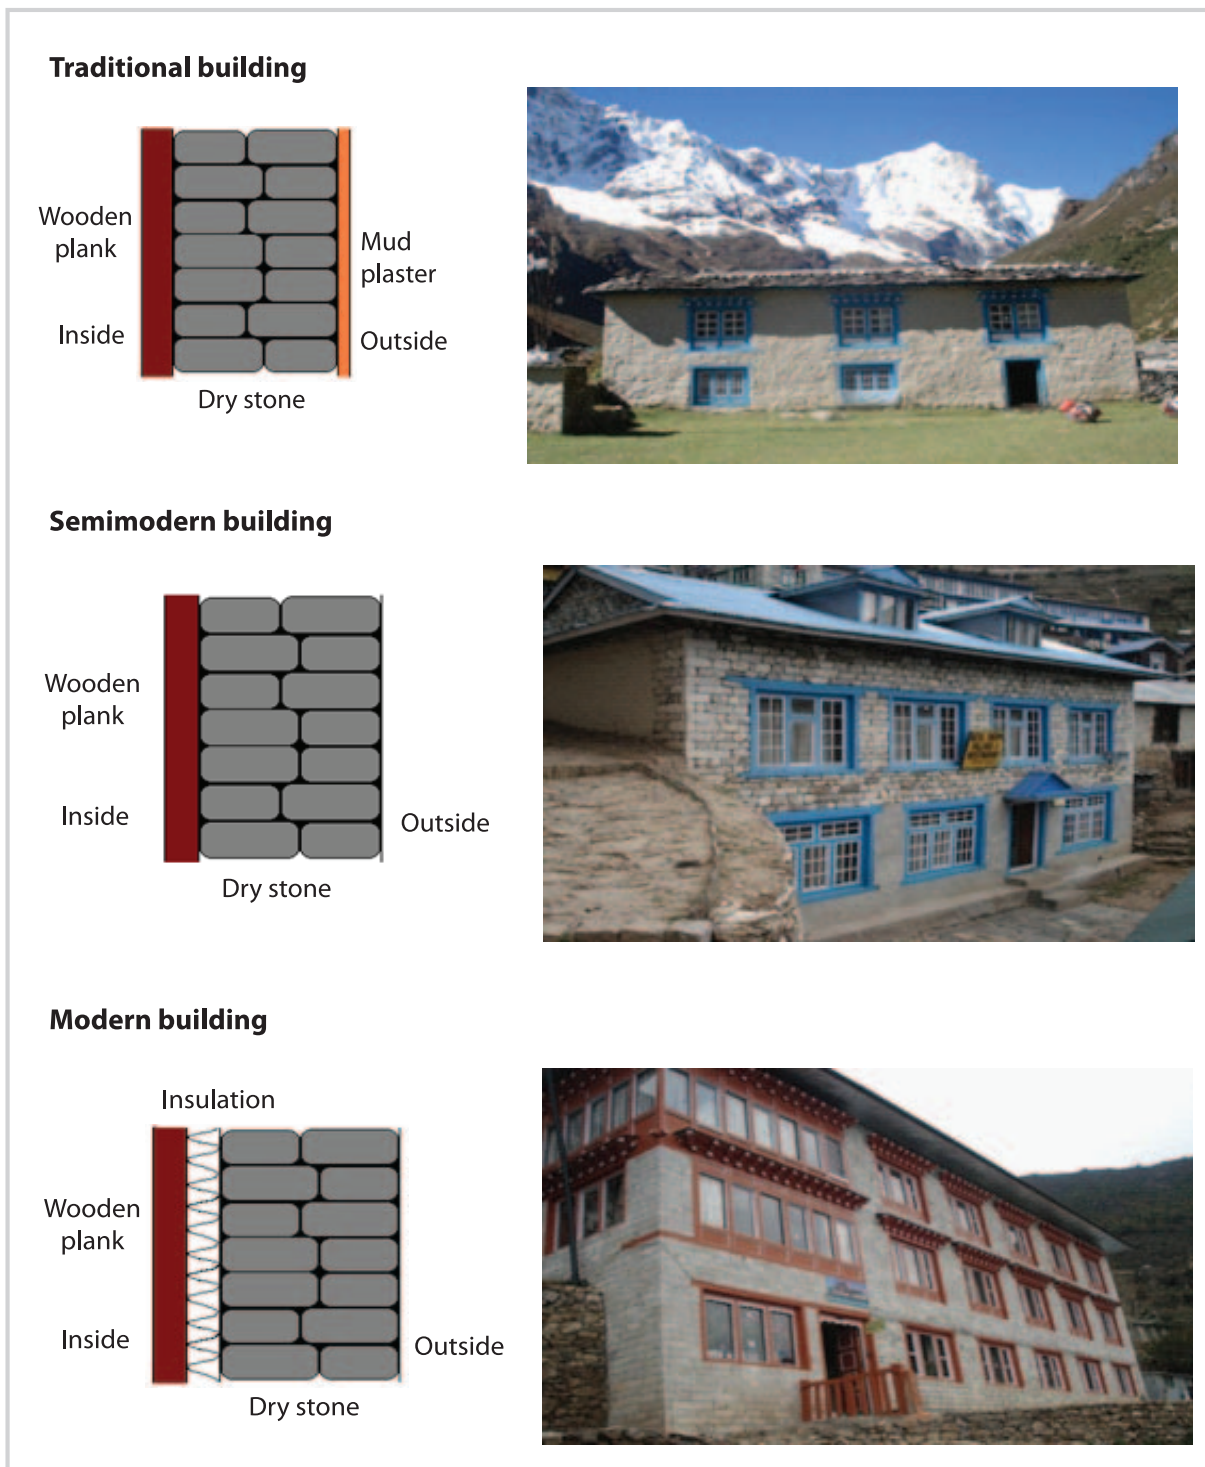 Traditional building
Wooden
plank
Mud
plaster
Inside
Outside
Dry stone
Semimodern building
Wooden
plank
Inside
Outside
Dry stone
Modern building
Insulation
Wooden
plank
Inside
Outside
Dry stone